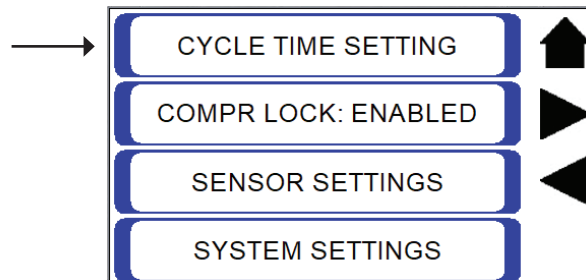 CYCLE TIME SETTING
COMPR LOCK: ENABLED
SENSOR SETTINGS
SYSTEM SETTINGS